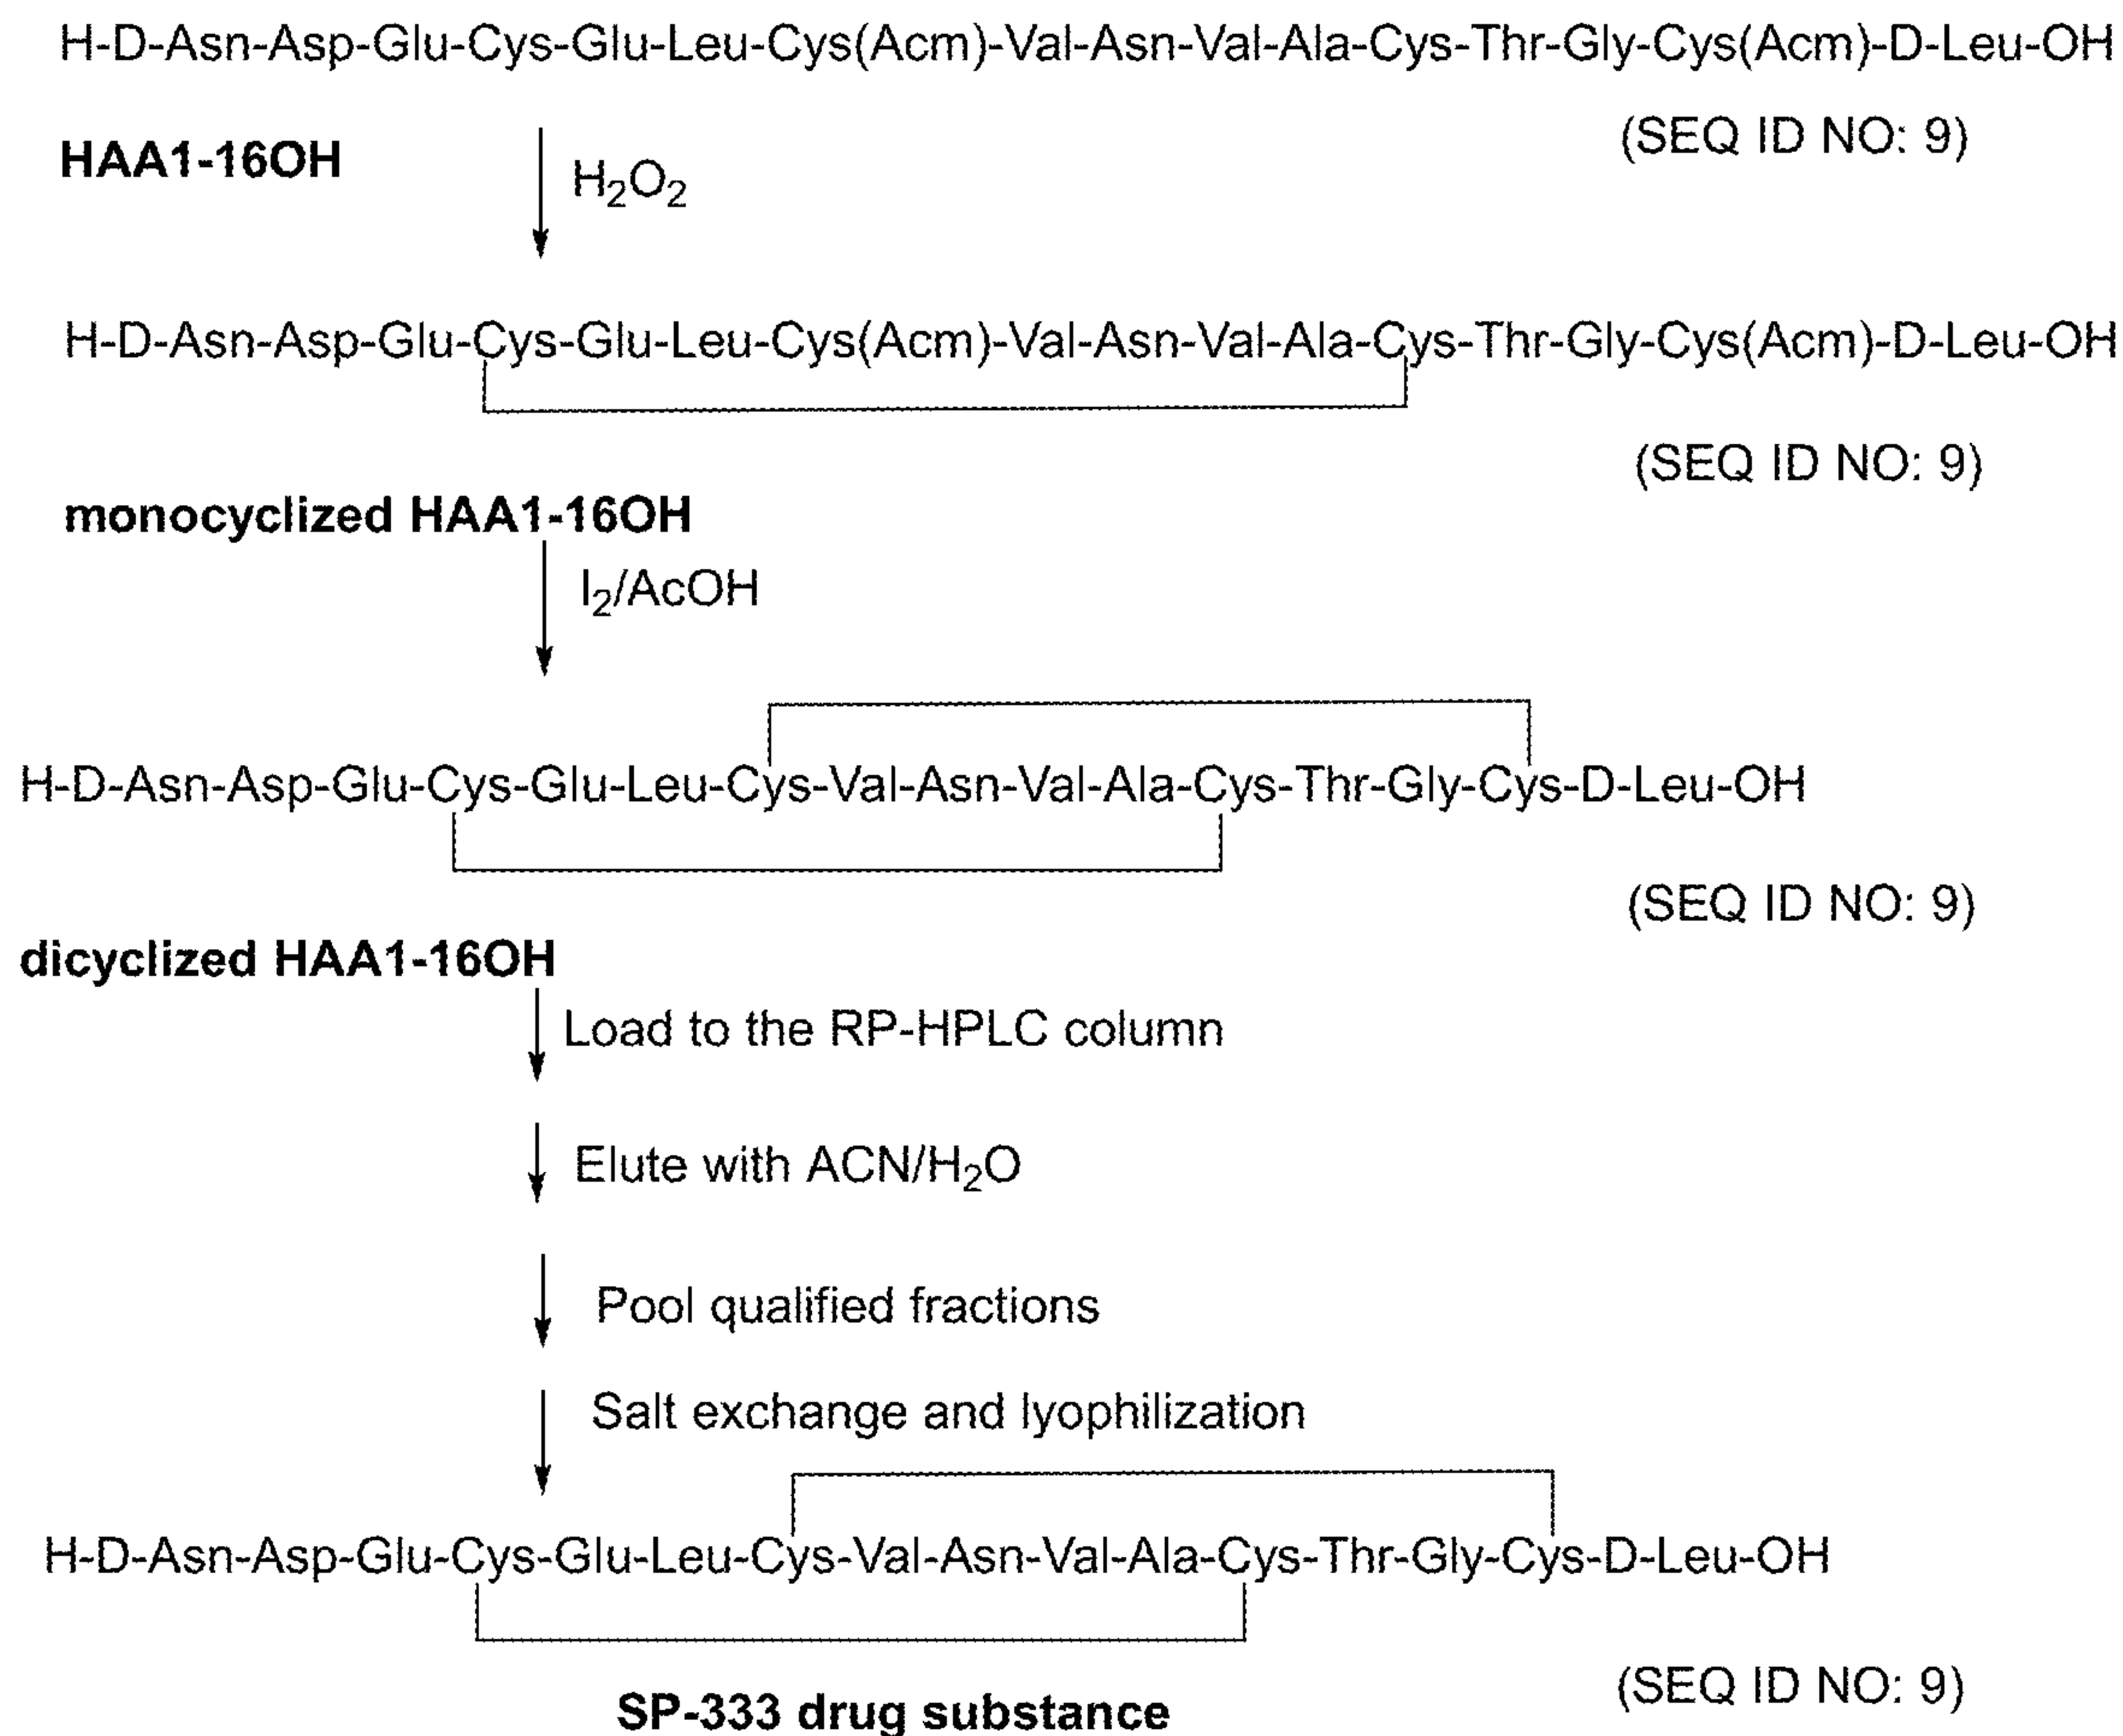 H-D-Asn-Asp-Glu-Cys-Glu-Leu-Cys(Acm)-Val-Asn-Val-Ala-Cys-Thr-Gly-Cys(Acm)-D-Leu-OH
(SEQ ID NO: 9)
HAA1-16OH
H₂O₂
H-D-Asn-Asp-Glu-Cys-Glu-Leu-Cys(Acm)-Val-Asn-Val-Ala-Cys-Thr-Gly-Cys(Acm)-D-Leu-OH
(SEQ ID NO: 9)
monocyclized HAA1-16OH
I₂/AcOH
H-D-Asn-Asp-Glu-Cys-Glu-Leu-Cys-Val-Asn-Val-Ala-Cys-Thr-Gly-Cys-D-Leu-OH
(SEQ ID NO: 9)
dicyclized HAA1-16OH
Load to the RP-HPLC column
Elute with ACN/H₂O
Pool qualified fractions
Salt exchange and lyophilization
H-D-Asn-Asp-Glu-Cys-Glu-Leu-Cys-Val-Asn-Val-Ala-Cys-Thr-Gly-Cys-D-Leu-OH
(SEQ ID NO: 9)
SP-333 drug substance